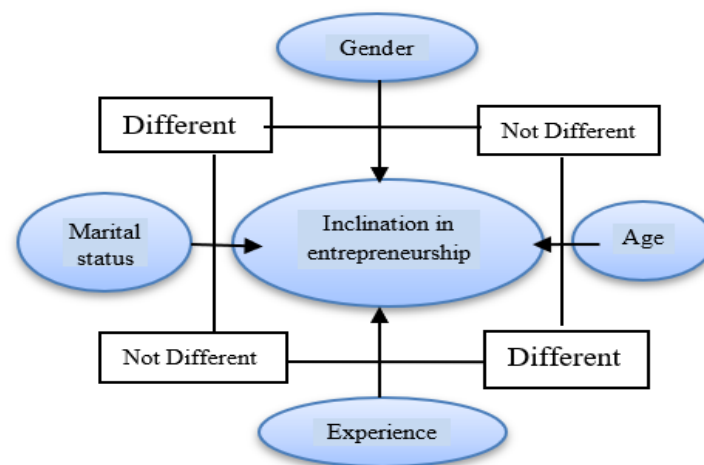 Gender
Different
Not Different
Marital
status
Inclination in
entrepreneurship
Age
Not Different
Different
Experience